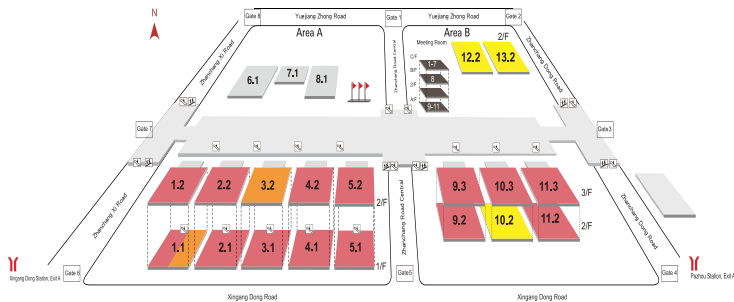 N
Gate 8
Yuejiang Zhong Road
Gate 1
Yuejiang Zhong Road
Gate 2
Area A
Area B
2/F
Meeting Room
Zhanchang Xi Road
Zhanchang Road Central
Zhanchang Dong Road
C/F
1-7
12.2
13.2
B/F
8
6.1
7.1
8.1
2/F
A/F
9-11
Gate 7
Gate 3
1.2
2.2
3.2
4.2
5.2
9.3
10.3
11.3
3/F
2/F
Zhanchang Xi Road
Zhanchang Road Central
Zhanchang Dong Road
9.2
10.2
11.2
2/F
1.1
2.1
3.1
4.1
5.1
1/F
Xingang Dong Station, Exit A
Gate 6
Gate5
Gate 4
Pazhou Station, Exit A
Xingang Dong Road
Xingang Dong Road